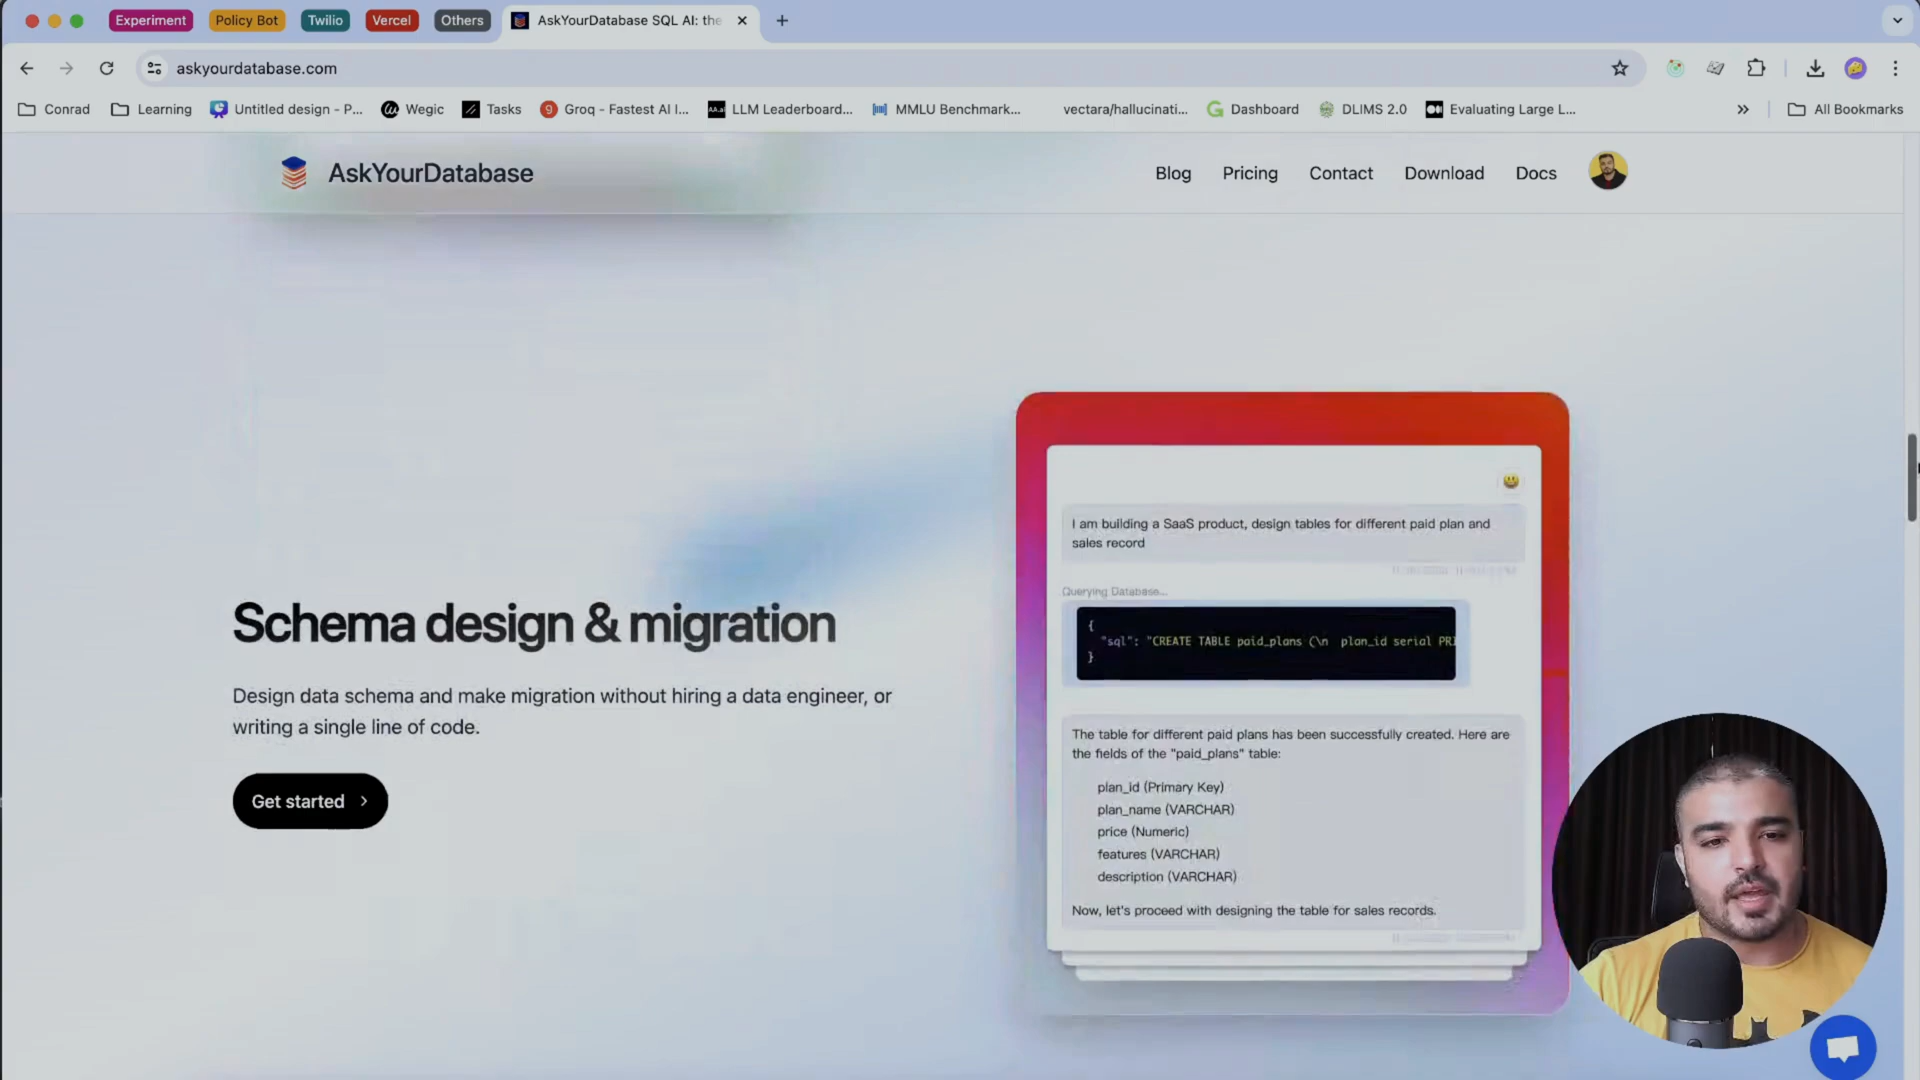 Experiment
Policy Bot
Twilio
Vercel
Others
AskYourDatabase SQL AI: the
askyourdatabase.com
Conrad
Learning
Untitled design - P...
Wegic
Tasks
Groq - Fastest AI I...
LLM Leaderboard...
MMLU Benchmark...
vectara/hallucinati...
Dashboard
DLIMS 2.0
Evaluating Large L...
All Bookmarks
AskYourDatabase
Blog
Pricing
Contact
Download
Docs
I am building a SaaS product, design tables for different paid plan and
sales record
Querying Database...
{
"sql": "CREATE TABLE paid_plans (\n plan_id serial PRI
}
Schema design & migration
Design data schema and make migration without hiring a data engineer, or
writing a single line of code.
Get started
The table for different paid plans has been successfully created. Here are
the fields of the "paid_plans" table:
plan_id (Primary Key)
plan_name (VARCHAR)
price (Numeric)
features (VARCHAR)
description (VARCHAR)
Now, let's proceed with designing the table for sales records.